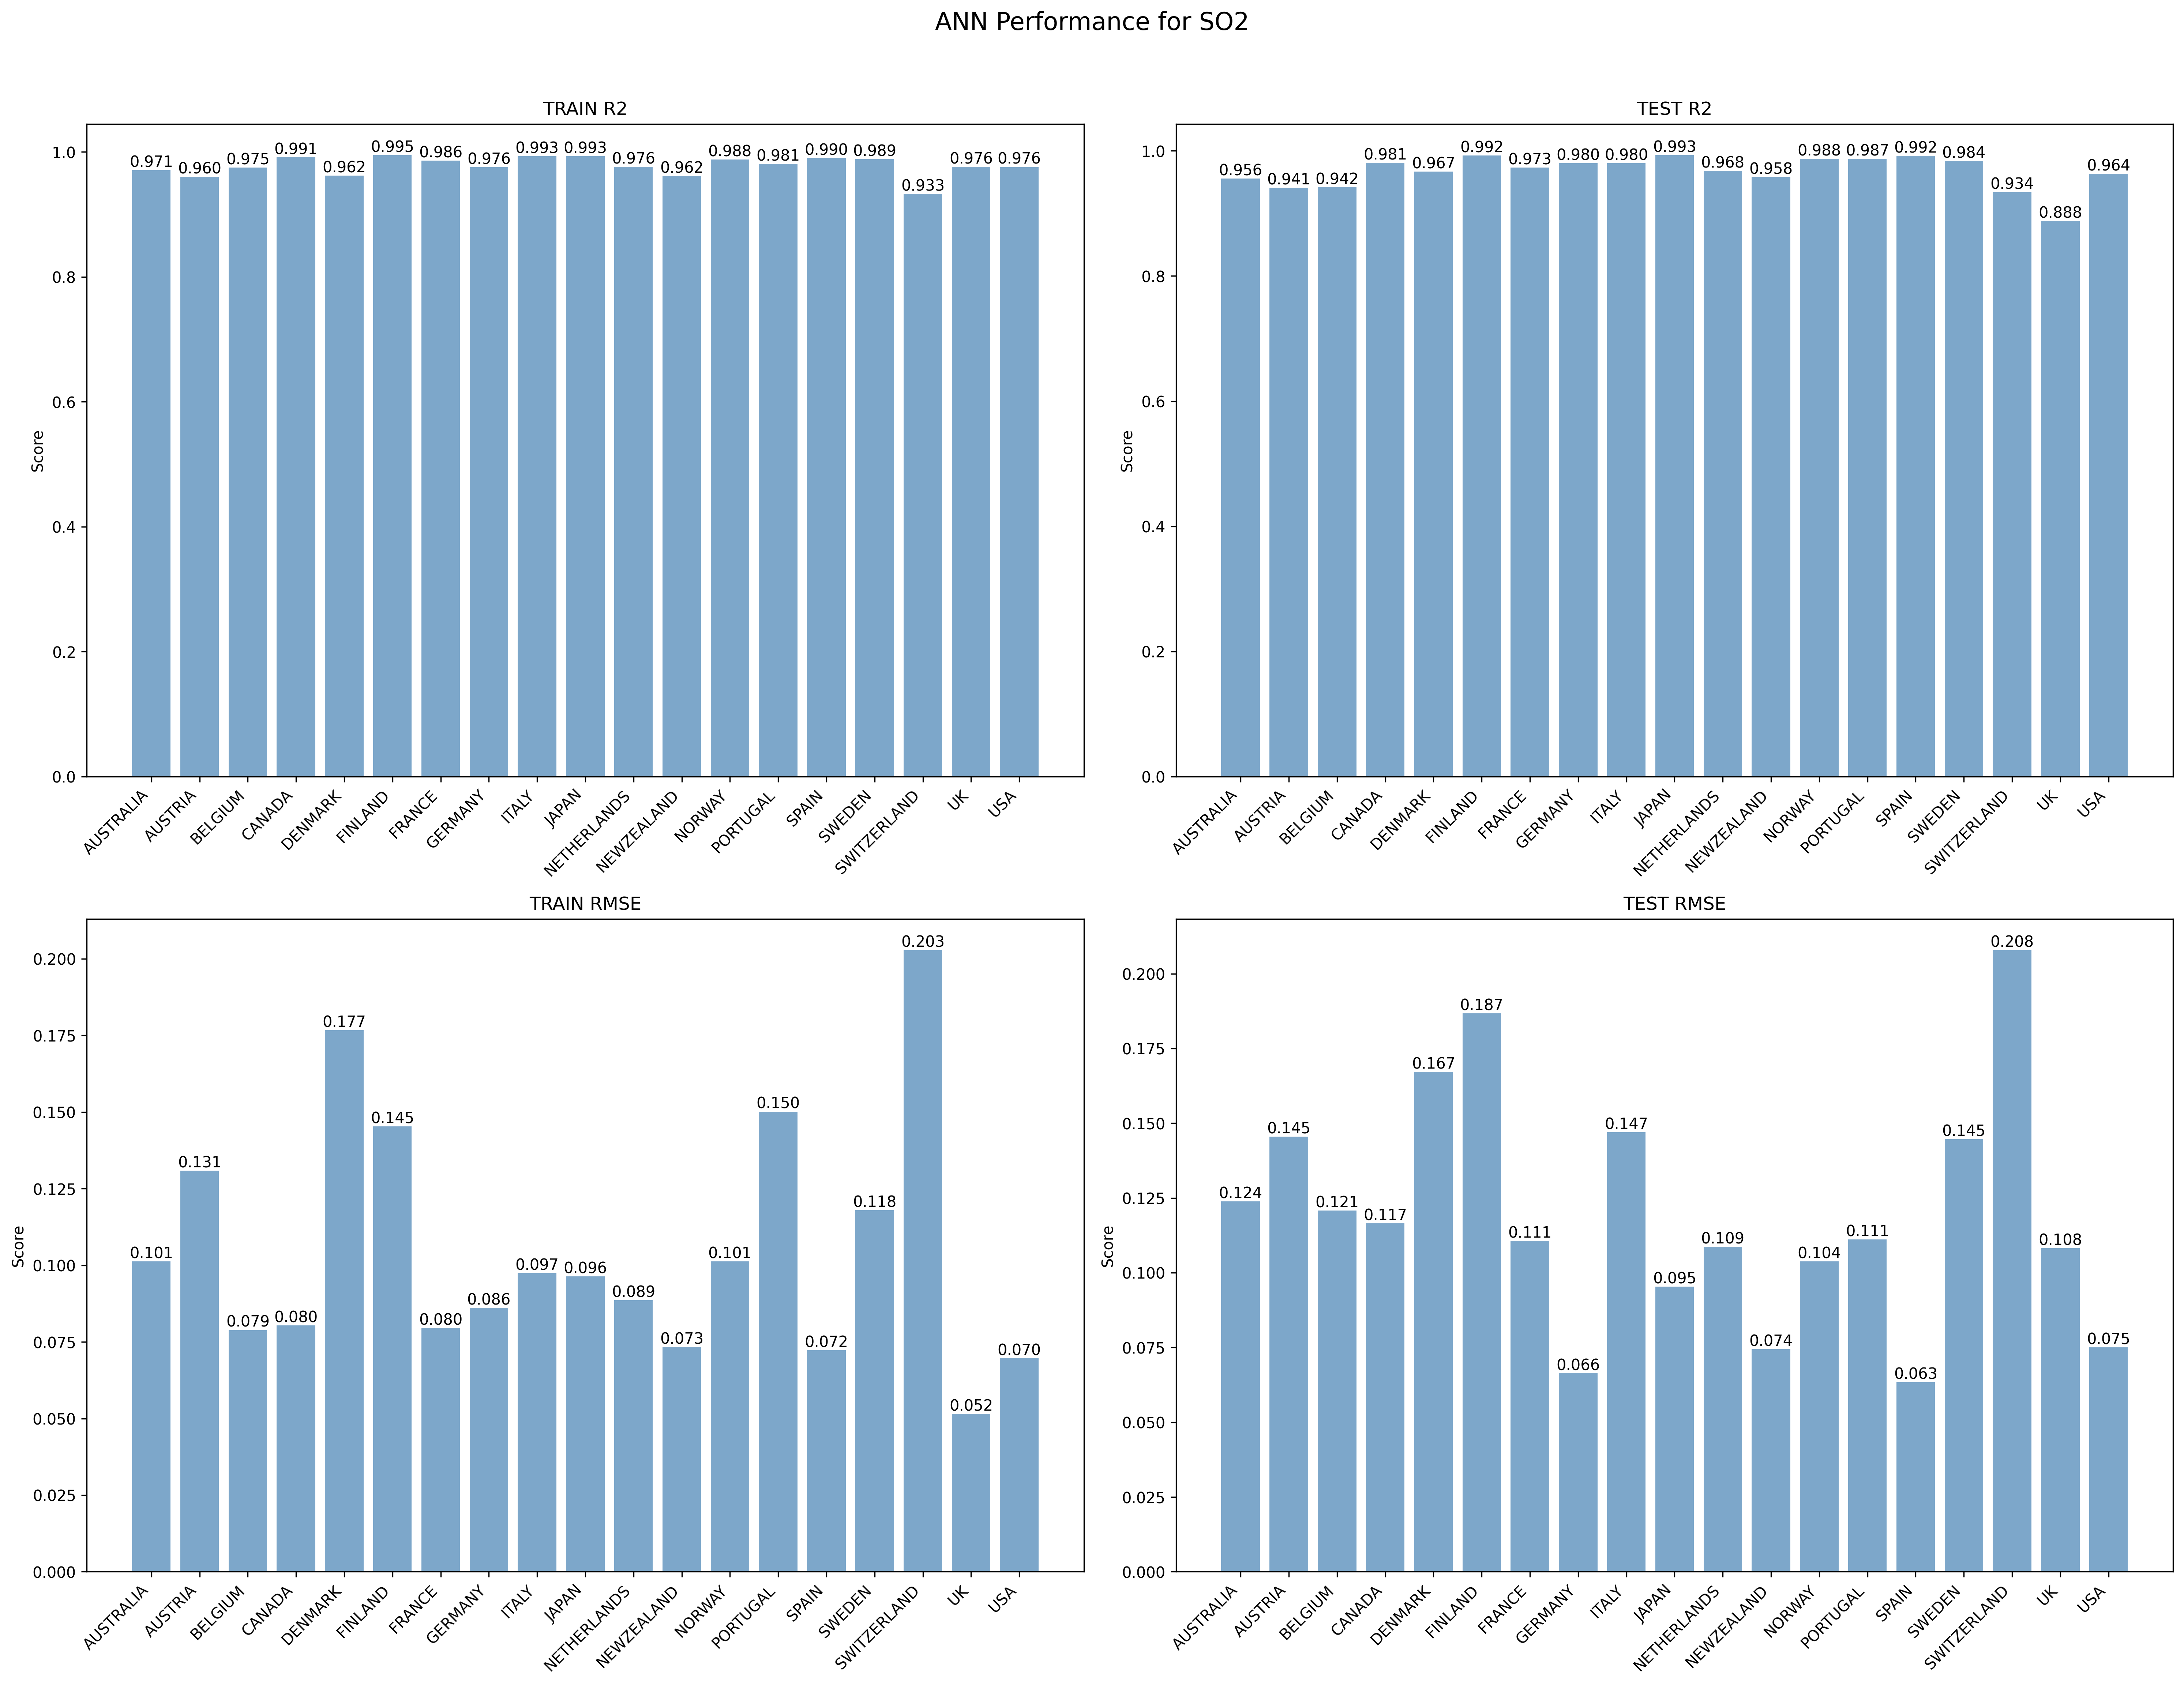 ANN Performance for SO2
TRAIN R2
Score
1.0
0.8
0.6
0.4
0.2
0.0
0.971 0.960 0.975 0.991 0.962 0.995 0.986 0.976 0.993 0.993 0.976 0.962 0.988 0.981 0.990 0.989 0.933 0.976 0.976
AUSTRALIA AUSTRIA BELGIUM CANADA DENMARK FINLAND FRANCE GERMANY ITALY JAPAN NETHERLANDS NEWZEALAND NORWAY PORTUGAL SPAIN SWEDEN SWITZERLAND UK USA
TEST R2
Score
1.0
0.8
0.6
0.4
0.2
0.0
0.956 0.941 0.942 0.981 0.967 0.992 0.973 0.980 0.980 0.993 0.968 0.958 0.988 0.987 0.992 0.984 0.934 0.888 0.964
AUSTRALIA AUSTRIA BELGIUM CANADA DENMARK FINLAND FRANCE GERMANY ITALY JAPAN NETHERLANDS NEWZEALAND NORWAY PORTUGAL SPAIN SWEDEN SWITZERLAND UK USA
TRAIN RMSE
Score
0.200
0.175
0.150
0.125
0.100
0.075
0.050
0.025
0.000
0.101 0.131 0.079 0.080 0.177 0.145 0.080 0.086 0.097 0.096 0.089 0.073 0.101 0.150 0.072 0.118 0.203 0.052 0.070
AUSTRALIA AUSTRIA BELGIUM CANADA DENMARK FINLAND FRANCE GERMANY ITALY JAPAN NETHERLANDS NEWZEALAND NORWAY PORTUGAL SPAIN SWEDEN SWITZERLAND UK USA
TEST RMSE
Score
0.200
0.175
0.150
0.125
0.100
0.075
0.050
0.025
0.000
0.124 0.145 0.121 0.117 0.167 0.187 0.111 0.066 0.147 0.095 0.109 0.074 0.104 0.111 0.063 0.145 0.208 0.108 0.075
AUSTRALIA AUSTRIA BELGIUM CANADA DENMARK FINLAND FRANCE GERMANY ITALY JAPAN NETHERLANDS NEWZEALAND NORWAY PORTUGAL SPAIN SWEDEN SWITZERLAND UK USA